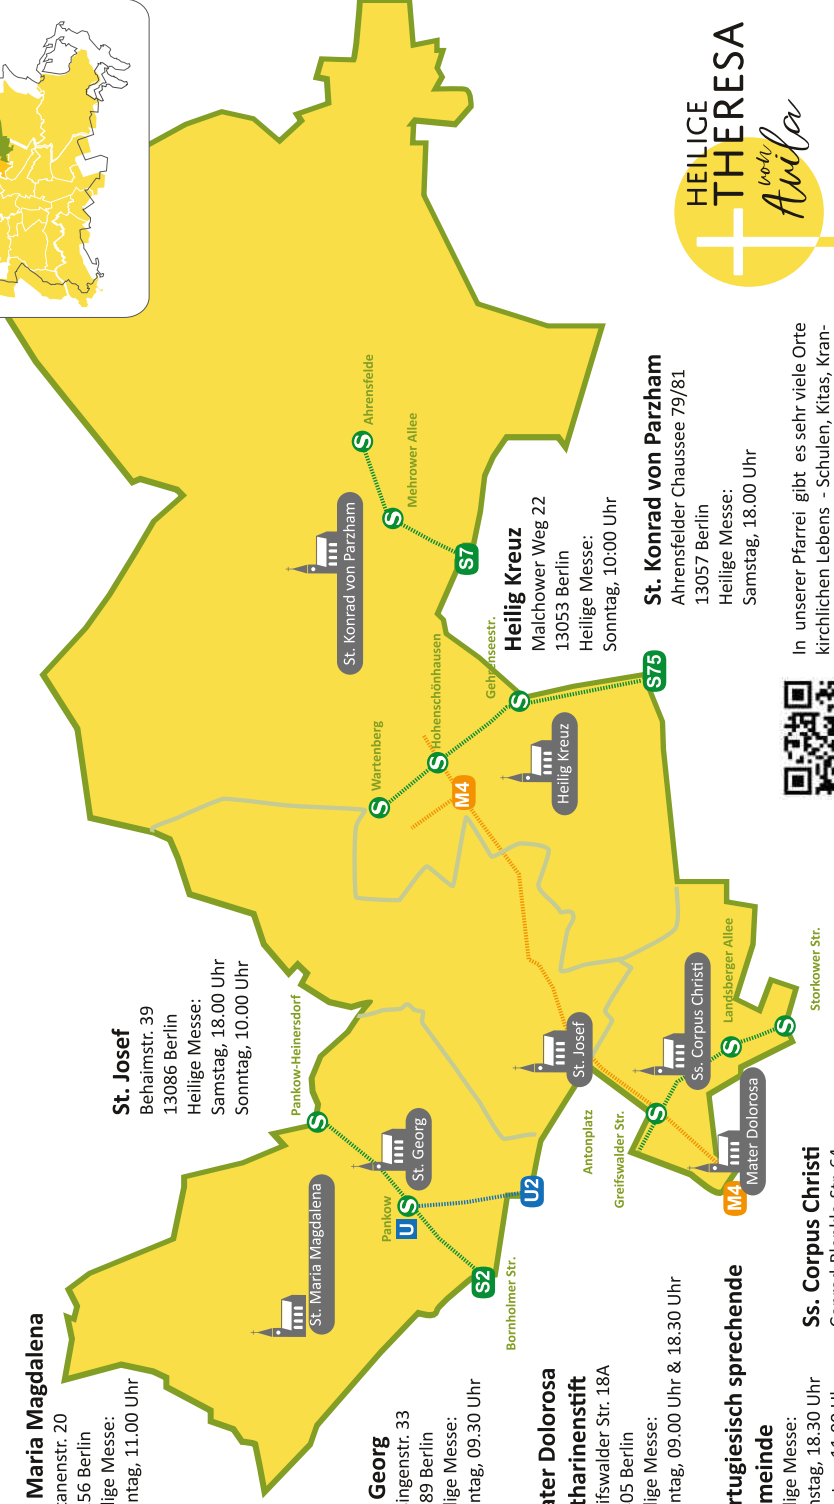 Maria Magdalena
anenstr. 20
56 Berlin
lige Messe:
ntag, 11.00 Uhr
St. Josef
Behaimstr. 39
13086 Berlin
Heilige Messe:
Samstag, 18.00 Uhr
Sonntag, 10.00 Uhr
Georg
ingenstr. 33
89 Berlin
lige Messe:
ntag, 09.30 Uhr
ater Dolorosa
tharinenstift
ifswalder Str. 18A
05 Berlin
lige Messe:
ntag, 09.00 Uhr & 18.30 Uhr
rtugiesisch sprechende
meinde
ige Messe:
nstag, 18.30 Uhr
Ss. Corpus Christi
Heilig Kreuz
Malchower Weg 22
13053 Berlin
Heilige Messe:
Sonntag, 10:00 Uhr
St. Konrad von Parzham
Ahrensfelder Chaussee 79/81
13057 Berlin
Heilige Messe:
Samstag, 18.00 Uhr
In unserer Pfarrei gibt es sehr viele Orte
kirchlichen Lebens - Schulen, Kitas, Kran-
HEILIGE
THERESA
von
Avila
St. Maria Magdalena
St. Georg
St. Josef
Ss. Corpus Christi
Mater Dolorosa
Heilig Kreuz
St. Konrad von Parzham
Pankow-Heinersdorf
Pankow
Bornholmer Str.
Antonplatz
Greifswalder Str.
Landsberger Allee
Storkower Str.
Wartenberg
Hohenschönhausen
Gehrenseestr.
Mehrower Allee
Ahrensfelde
S
S
S
S
S
S
S
S
S
S
U
S2
U2
M4
M4
S75
S7